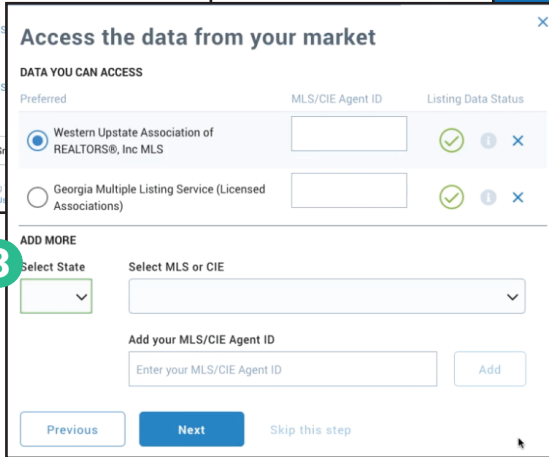 Access the data from your market
DATA YOU CAN ACCESS
Preferred MLS/CIE Agent ID Listing Data Status
Western Upstate Association of
REALTORS®, Inc MLS
Georgia Multiple Listing Service (Licensed
Associations)
ADD MORE
3
Select State Select MLS or CIE
Add your MLS/CIE Agent ID
Enter your MLS/CIE Agent ID Add
Previous Next Skip this step